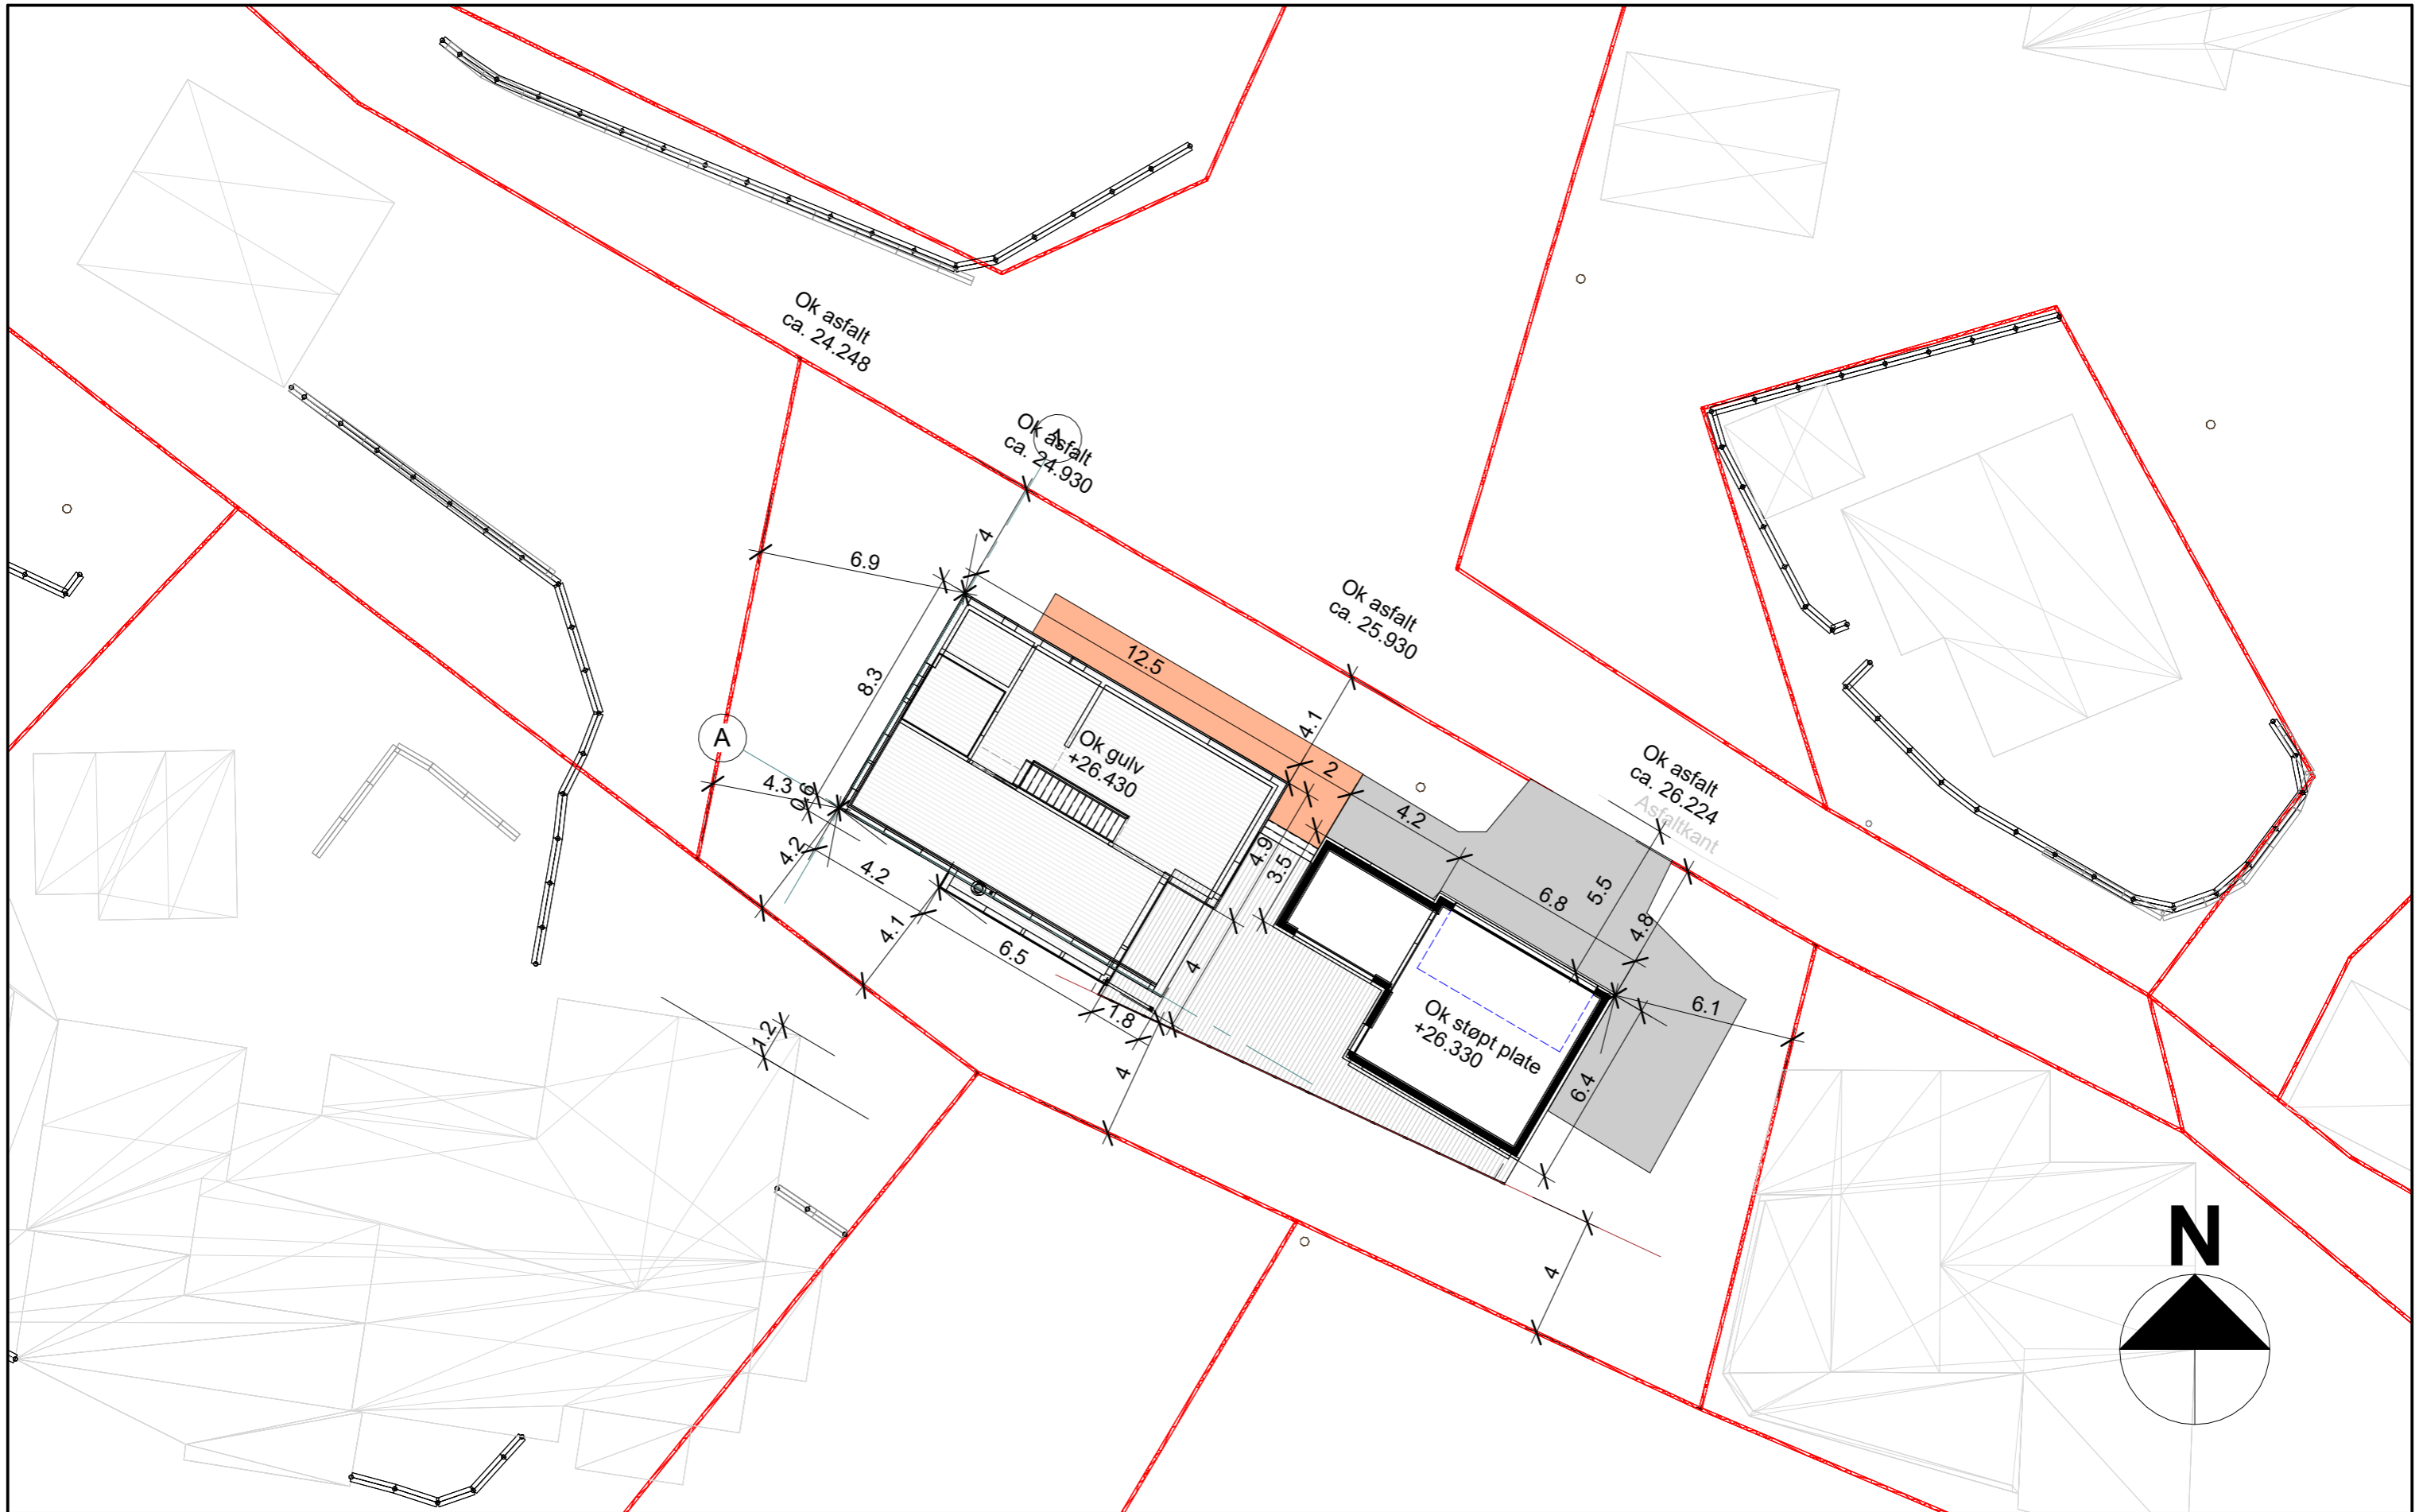 Ok asfalt
ca. 24.248
A
Ok asfalt
ca. 24.930
4
6.9
Ok asfalt
ca. 25.930
12.5
8.3
4.1
A
Ok gulv
+26.430
2
Ok asfalt
ca. 26.224
Asfaltkant
4.3
0.6
4.2
4.2
4.2
4.9
3.5
6.8
5.5
4.8
4.1
6.5
4
6.1
1.8
Ok støpt plate
+26.330
1.2
4
6.4
4
N